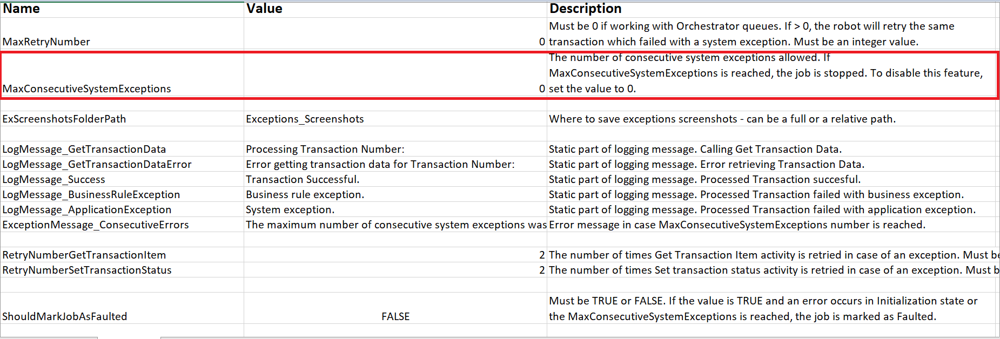 Name Value Description
Must be 0 if working with Orchestrator queues. If > 0, the robot will retry the same
MaxRetryNumber 0 transaction which failed with a system exception. Must be an integer value.
The number of consecutive system exceptions allowed. If
MaxConsecutiveSystemExceptions is reached, the job is stopped. To disable this feature,
MaxConsecutiveSystemExceptions 0 set the value to 0.
ExScreenshotsFolderPath Exceptions_Screenshots Where to save exceptions screenshots - can be a full or a relative path.
LogMessage_GetTransactionData Processing Transaction Number: Static part of logging message. Calling Get Transaction Data.
LogMessage_GetTransactionDataError Error getting transaction data for Transaction Number: Static part of logging message. Error retrieving Transaction Data.
LogMessage_Success Transaction Successful. Static part of logging message. Processed Transaction succesful.
LogMessage_BusinessRuleException Business rule exception. Static part of logging message. Processed Transaction failed with business exception.
LogMessage_ApplicationException System exception. Static part of logging message. Processed Transaction failed with application exception.
ExceptionMessage_ConsecutiveErrors The maximum number of consecutive system exceptions was Error message in case MaxConsecutiveSystemExceptions number is reached.
RetryNumberGetTransactionItem 2 The number of times Get Transaction Item activity is retried in case of an exception. Must
RetryNumberSetTransactionStatus 2 The number of times Set transaction status activity is retried in case of an exception. Must
Must be TRUE or FALSE. If the value is TRUE and an error occurs in Initialization state or
ShouldMarkJobAsFaulted FALSE the MaxConsecutiveSystemExceptions is reached, the job is marked as Faulted.